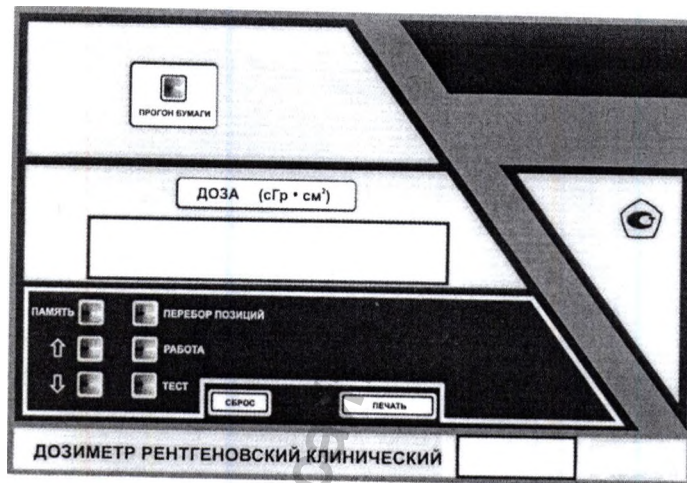 ПРОГОН БУМАГИ
ДОЗА (сГр • см²)
ПАМЯТЬ
ПЕРЕБОР ПОЗИЦИЙ
РАБОТА
ТЕСТ
СБРОС
ПЕЧАТЬ
ДОЗИМЕТР РЕНТГЕНОВСКИЙ КЛИНИЧЕСКИЙ